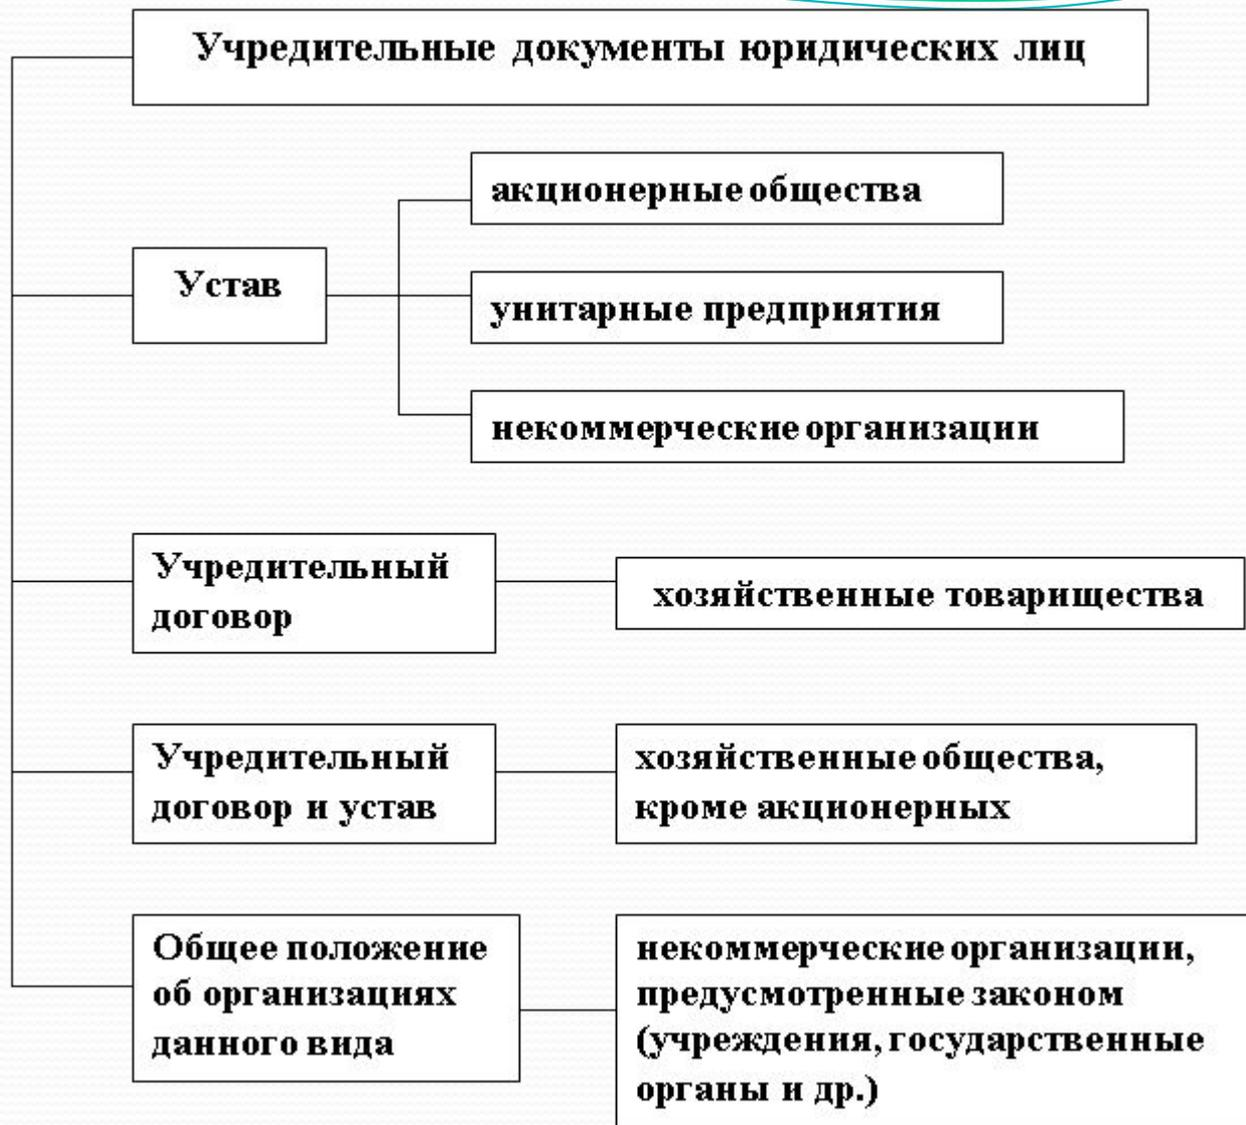 Учредительные документы юридических лиц
Устав
акционерные общества
унитарные предприятия
некоммерческие организации
Учредительный
договор
хозяйственные товарищества
Учредительный
договор и устав
хозяйственные общества,
кроме акционерных
Общее положение
об организациях
данного вида
некоммерческие организации,
предусмотренные законом
(учреждения, государственные
органы и др.)